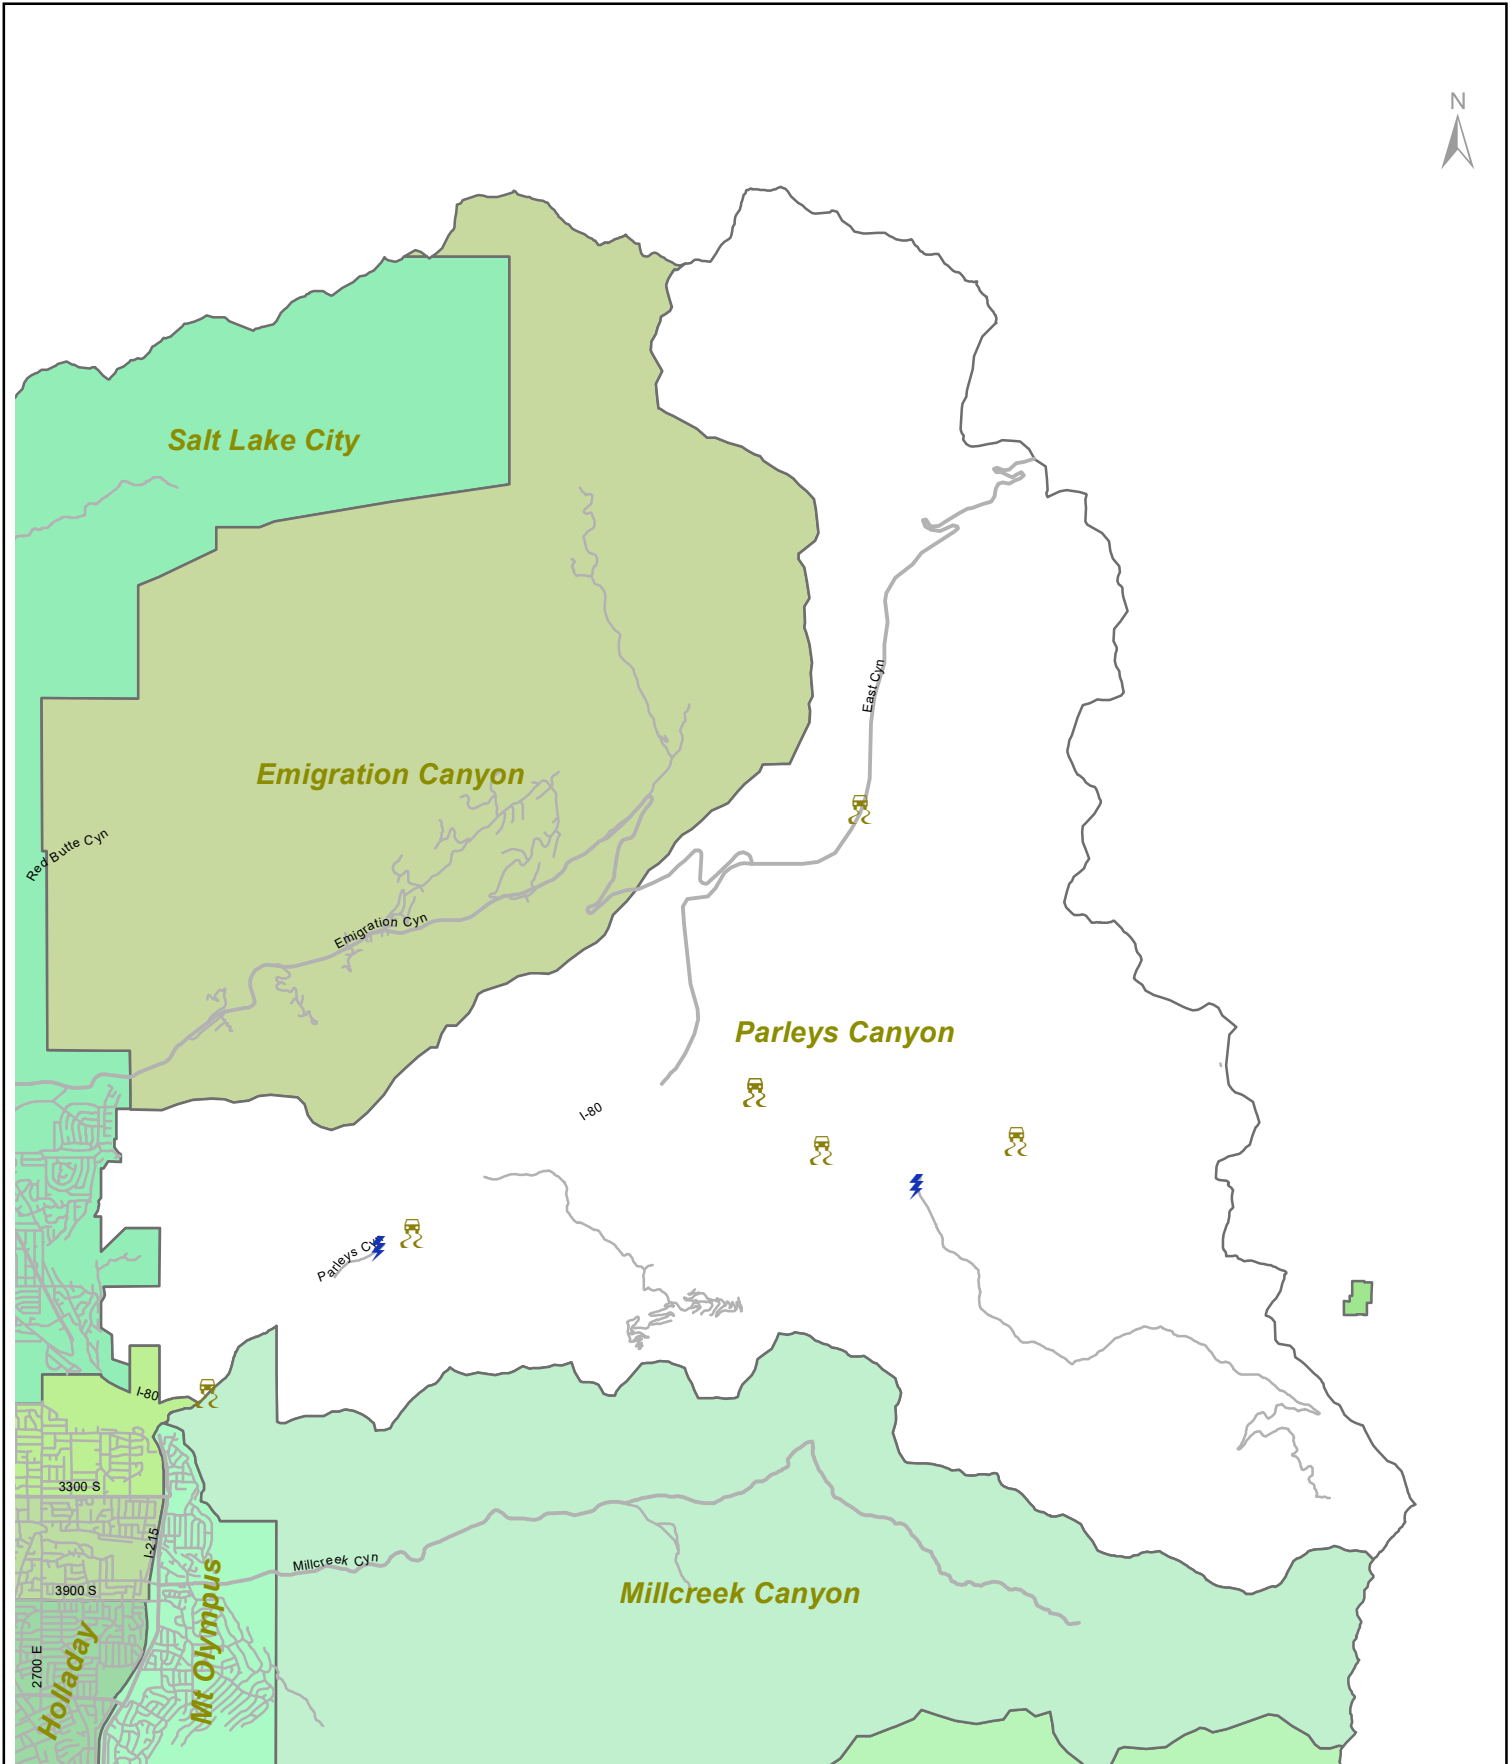 N
Salt Lake City
East Cyn
Emigration Canyon
Red Butte Cyn
Emigration Cyn
Parleys Canyon
I-80
Parleys Cyn
I-80
3300 S
I-215
Millcreek Cyn
3900 S
Millcreek Canyon
Mt Olympus
Holladay
2700 E